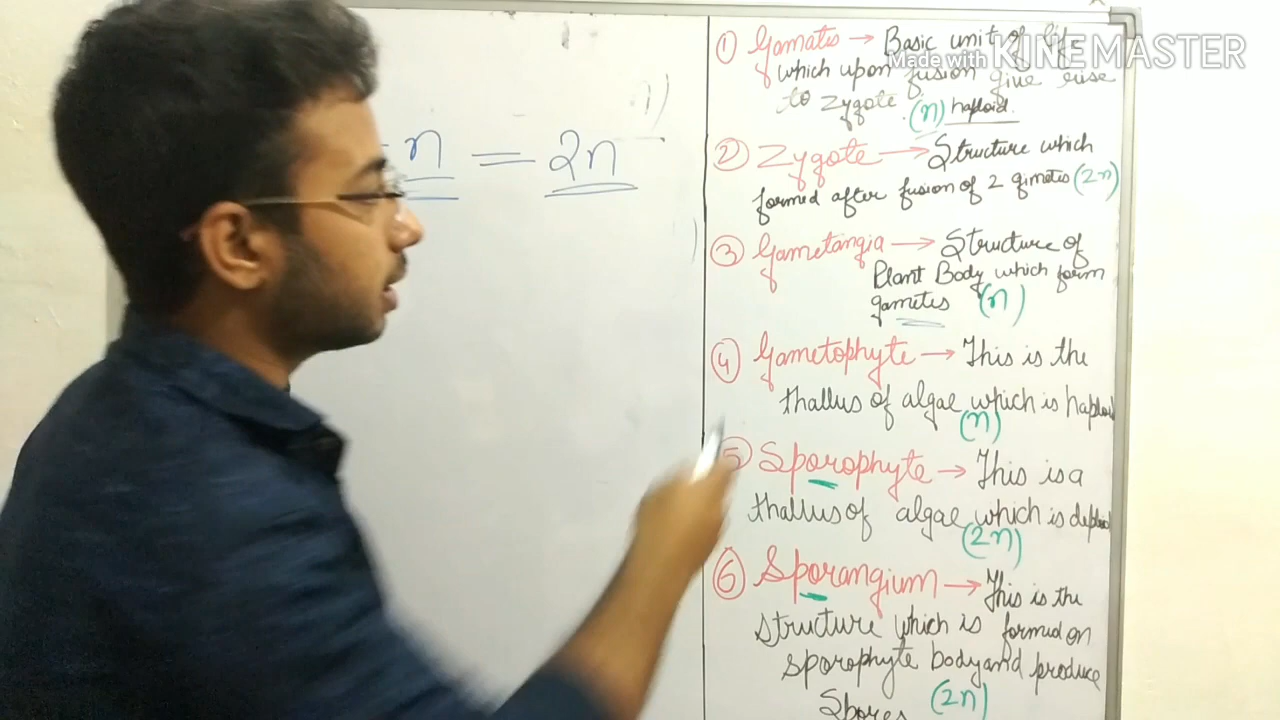 n = 2n
① Gamatis → Basic unit of life
Made with KINEMASTER
which upon fusion give rise
to Zygote. (n) haploid.
② Zygote → Structure which
formed after fusion of 2 gimatis (2n)
③ Gametangia → Structure of
Plant Body which form
gametes (n)
④ Gametophyte → This is the
thallus of algae which is haploid
(n)
⑤ Sporophyte → This is a
thallus of algae which is deploid
(2n)
⑥ Sporangium → This is the
structure which is formed on
sporophyte body and produce
Spores (2n)